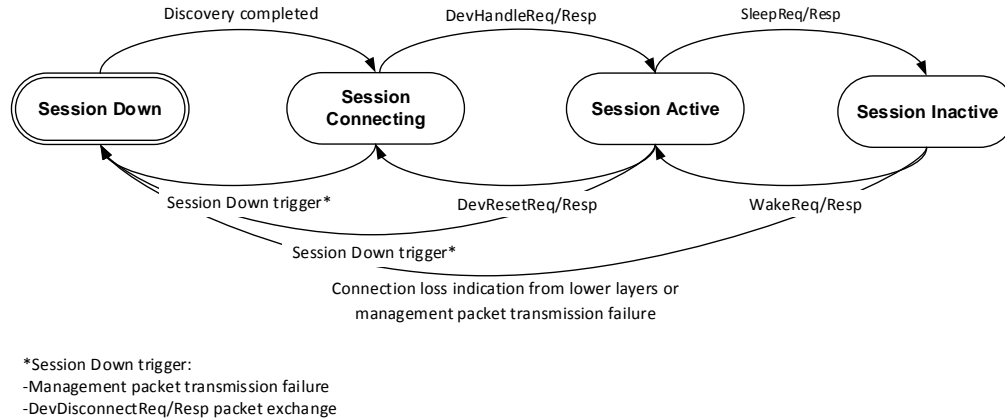 Discovery completed
DevHandleReq/Resp
SleepReq/Resp
Session Down
Session
Connecting
Session Active
Session Inactive
Session Down trigger*
DevResetReq/Resp
WakeReq/Resp
Session Down trigger*
Connection loss indication from lower layers or
management packet transmission failure
*Session Down trigger:
-Management packet transmission failure
-DevDisconnectReq/Resp packet exchange